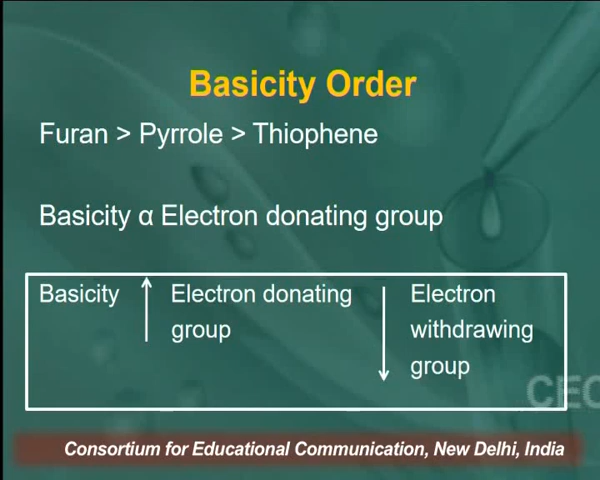 Basicity Order
Furan > Pyrrole > Thiophene
Basicity α Electron donating group
Basicity ↑ Electron donating group ↓ Electron withdrawing group
CEC
Consortium for Educational Communication, New Delhi, India